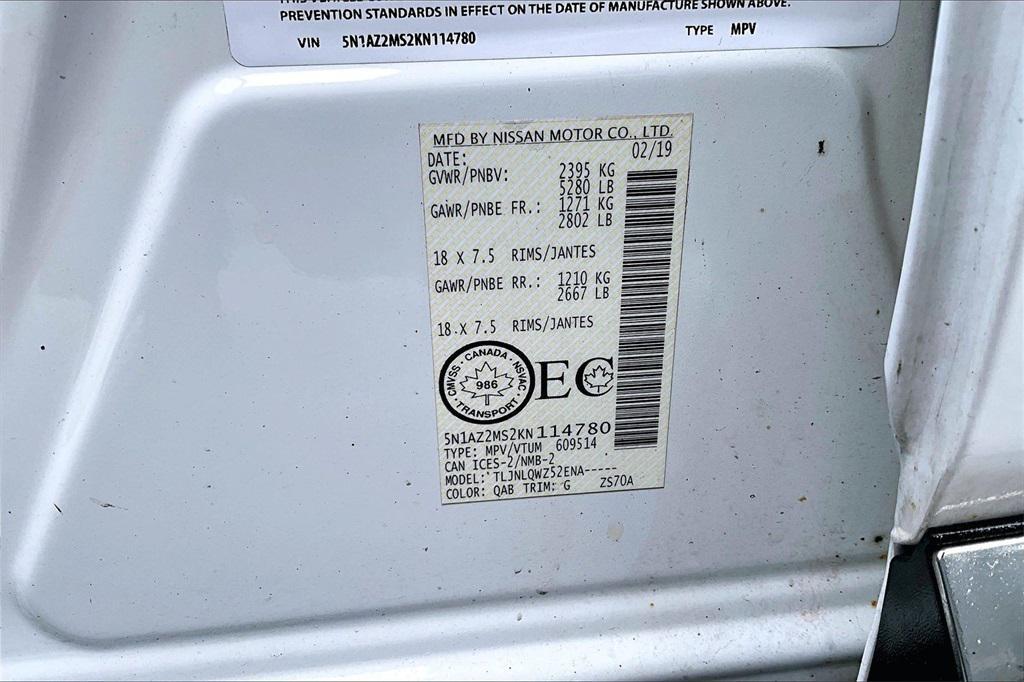 PREVENTION STANDARDS IN EFFECT ON THE DATE OF MANUFACTURE SHOWN ABOVE.
VIN 5N1AZ2MS2KN114780 TYPE MPV
MFD BY NISSAN MOTOR CO., LTD.
DATE: 02/19
GVWR/PNBV: 2395 KG
5280 LB
GAWR/PNBE FR.: 1271 KG
2802 LB
18 X 7.5 RIMS/JANTES
GAWR/PNBE RR.: 1210 KG
2667 LB
18 X 7.5 RIMS/JANTES
CMVSS · CANADA · NSVAC · TRANSPORT ·
986
EC
5N1AZ2MS2KN114780
TYPE: MPV/VTUM 609514
CAN ICES-2/NMB-2
MODEL: TLJNLQWZ52ENA-----
COLOR: QAB TRIM: G ZS70A